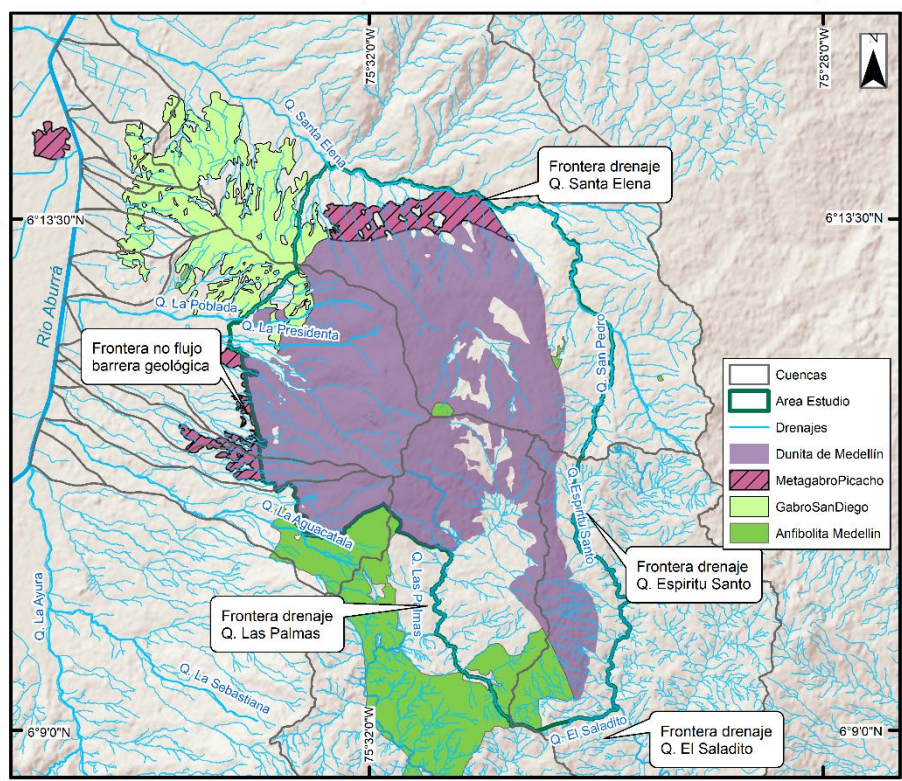 75°32'0"W
75°28'0"W
N
Q. Santa Elena
Frontera drenaje
Q. Santa Elena
6°13'30"N
6°13'30"N
Río Aburrá
Q. La Poblada
Q. La Presidenta
Q. San Pedro
Frontera no flujo
barrera geológica
Cuencas
Area Estudio
Drenajes
Dunita de Medellín
MetagabroPicacho
GabroSanDiego
Anfibolita Medellin
Q. Espiritu Santo
Q. La Aguacatala
Q. Las Palmas
Frontera drenaje
Q. Espiritu Santo
Q. La Ayura
Frontera drenaje
Q. Las Palmas
Q. La Sebastiana
6°9'0"N
6°9'0"N
Q. El Saladito
Frontera drenaje
Q. El Saladito
75°32'0"W